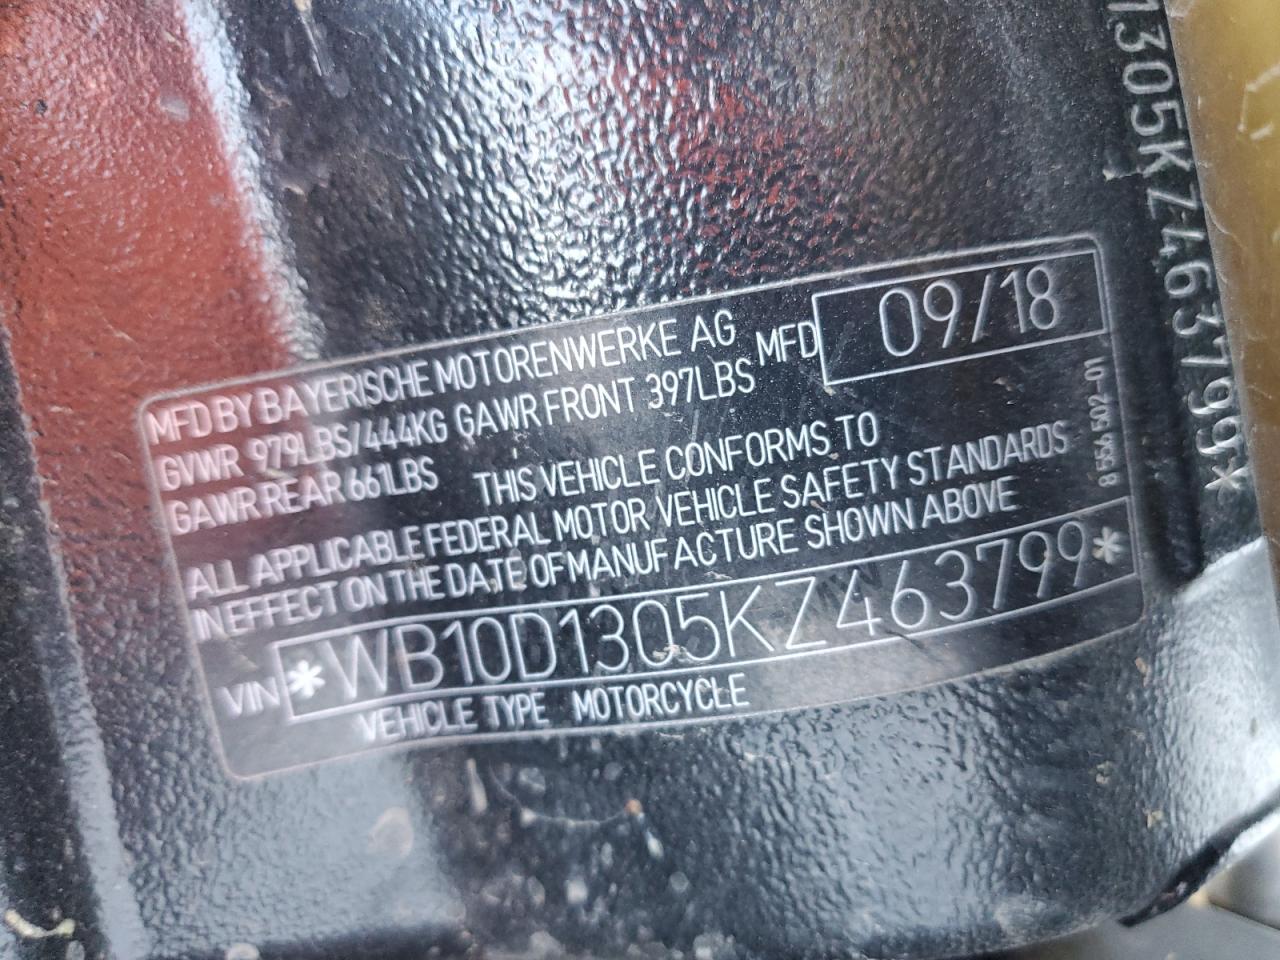 MFD BY BAYERISCHE MOTORENWERKE AG
GVWR 979LBS/444KG GAWR FRONT 397LBS
GAWR REAR 661LBS
MFD 09/18
THIS VEHICLE CONFORMS TO
ALL APPLICABLE FEDERAL MOTOR VEHICLE SAFETY STANDARDS
IN EFFECT ON THE DATE OF MANUFACTURE SHOWN ABOVE
8 556 502-01
VIN *WB10D1305KZ463799*
VEHICLE TYPE MOTORCYCLE
1305KZ463799*